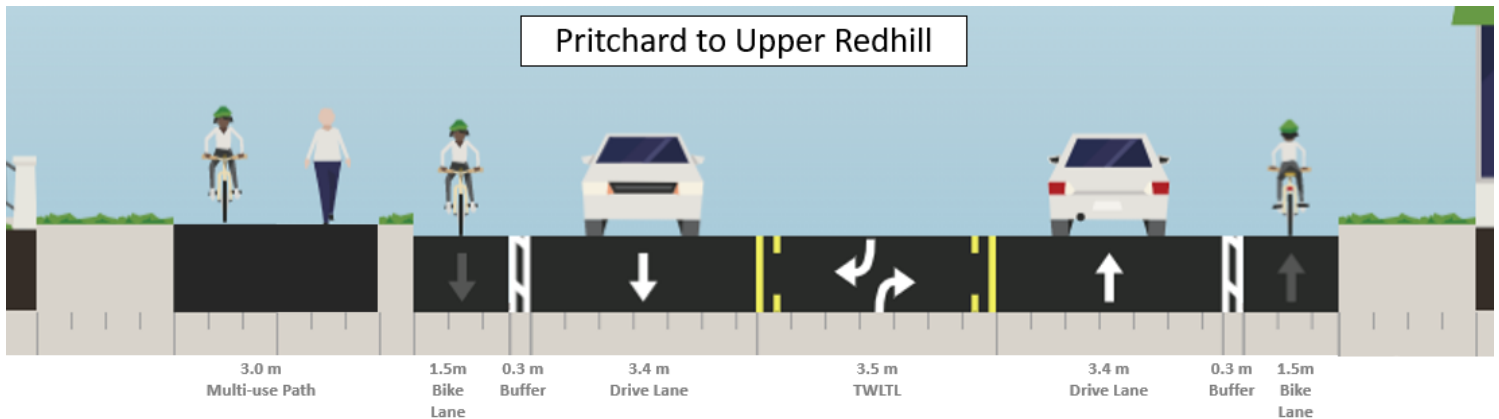 Pritchard to Upper Redhill
3.0 m
Multi-use Path
1.5m
Bike
Lane
0.3 m
Buffer
3.4 m
Drive Lane
3.5 m
TWLTL
3.4 m
Drive Lane
0.3 m
Buffer
1.5m
Bike
Lane